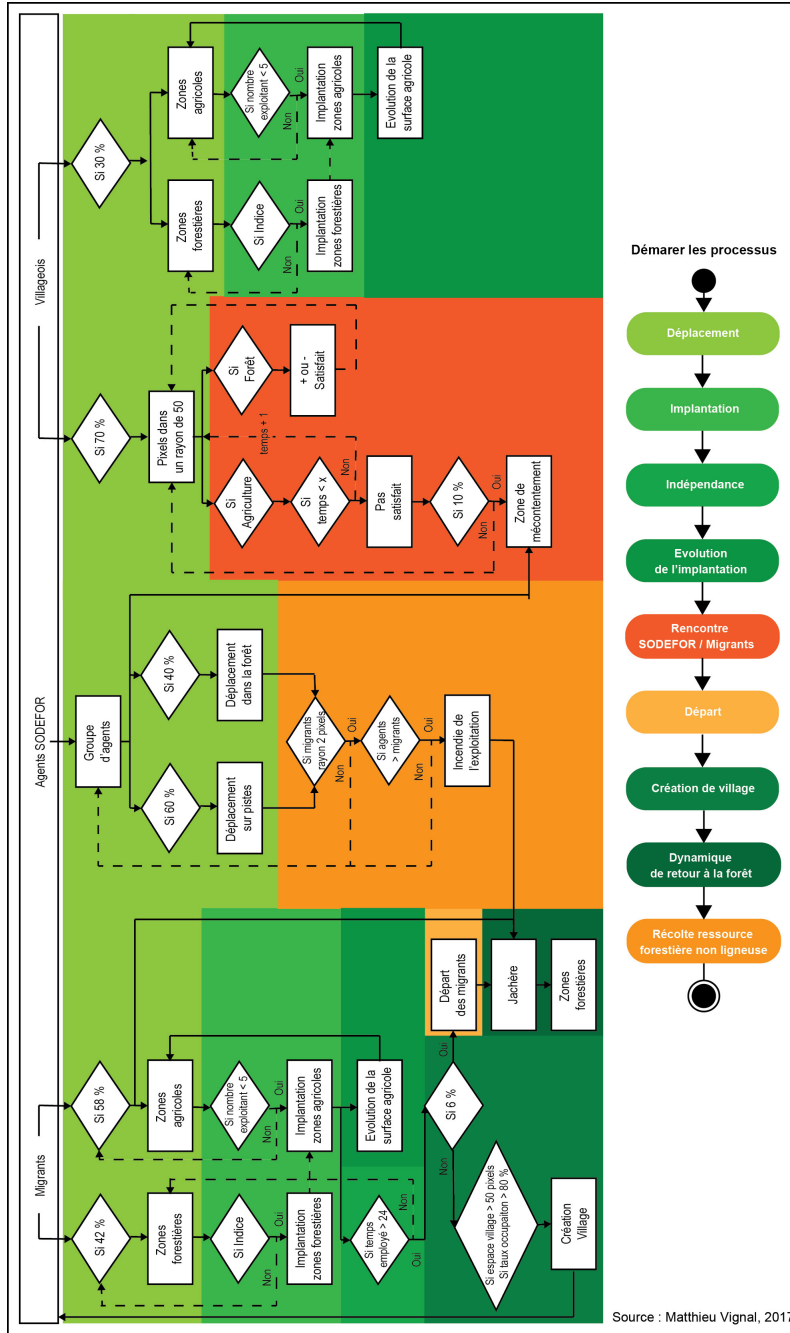 Migrants
Si 42 %
Zones
forestières
Si Indice
Non
Oui
Implantation
zones forestières
Si temps
employé > 24
Non
Oui
Si 58 %
Zones
agricoles
Si nombre
exploitant < 5
Non
Oui
Implantation
zones agricoles
Evolution de la
surface agricole
Si 6 %
Non
Oui
Si espace village > 50 pixels
Si taux occupaiton > 80 %
Création
Village
Départ
des migrants
Jachère
Zones
forestières
Agents SODEFOR
Groupe
d'agents
Si 60 %
Déplacement
sur pistes
Si 40 %
Déplacement
dans la forêt
Si migrants
rayon 2 pixels
Non
Oui
Si agents
> migrants
Non
Oui
Incendie de
l'exploitation
Villageois
Si 70 %
Pixels dans
un rayon de 50
Si
Agriculture
Si
temps < x
Non
temps + 1
Pas
satisfait
Si 10 %
Non
Oui
Zone de
mécontentement
Si
Forêt
+ ou -
Satisfait
Si 30 %
Zones
forestières
Si Indice
Non
Oui
Implantation
zones forestières
Zones
agricoles
Si nombre
exploitant < 5
Non
Oui
Implantation
zones agricoles
Evolution de la
surface agricole
Démarer les processus
Déplacement
Implantation
Indépendance
Evolution
de l'implantation
Rencontre
SODEFOR / Migrants
Départ
Création de village
Dynamique
de retour à la forêt
Récolte ressource
forestière non ligneuse
Source : Matthieu Vignal, 2017